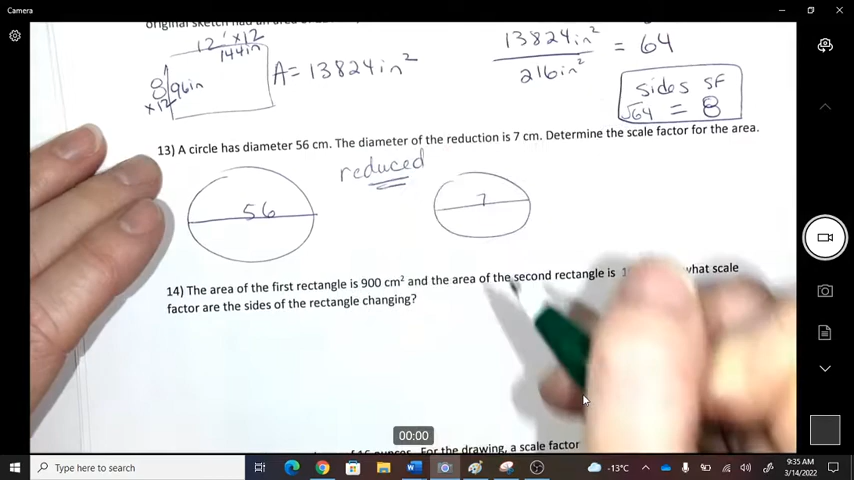 Camera
original sketch had an area of
12' x12
144in
8' 96in
x12
A = 13824in²
13824in²
216in²
= 64
sides SF
√64 = 8
13) A circle has diameter 56 cm. The diameter of the reduction is 7 cm. Determine the scale factor for the area.
reduced
56
7
14) The area of the first rectangle is 900 cm² and the area of the second rectangle is what scale
factor are the sides of the rectangle changing?
of 16 ounces. For the drawing, a scale factor
00:00
Type here to search
-13°C
9:35 AM
3/14/2022